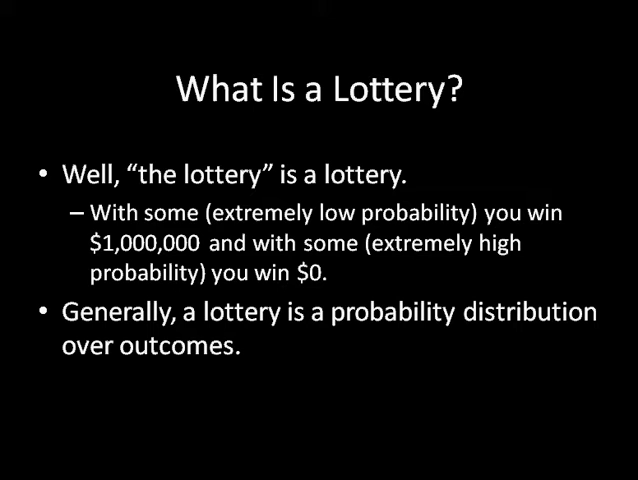 What Is a Lottery?
• Well, “the lottery” is a lottery.
– With some (extremely low probability) you win
$1,000,000 and with some (extremely high
probability) you win $0.
• Generally, a lottery is a probability distribution
over outcomes.